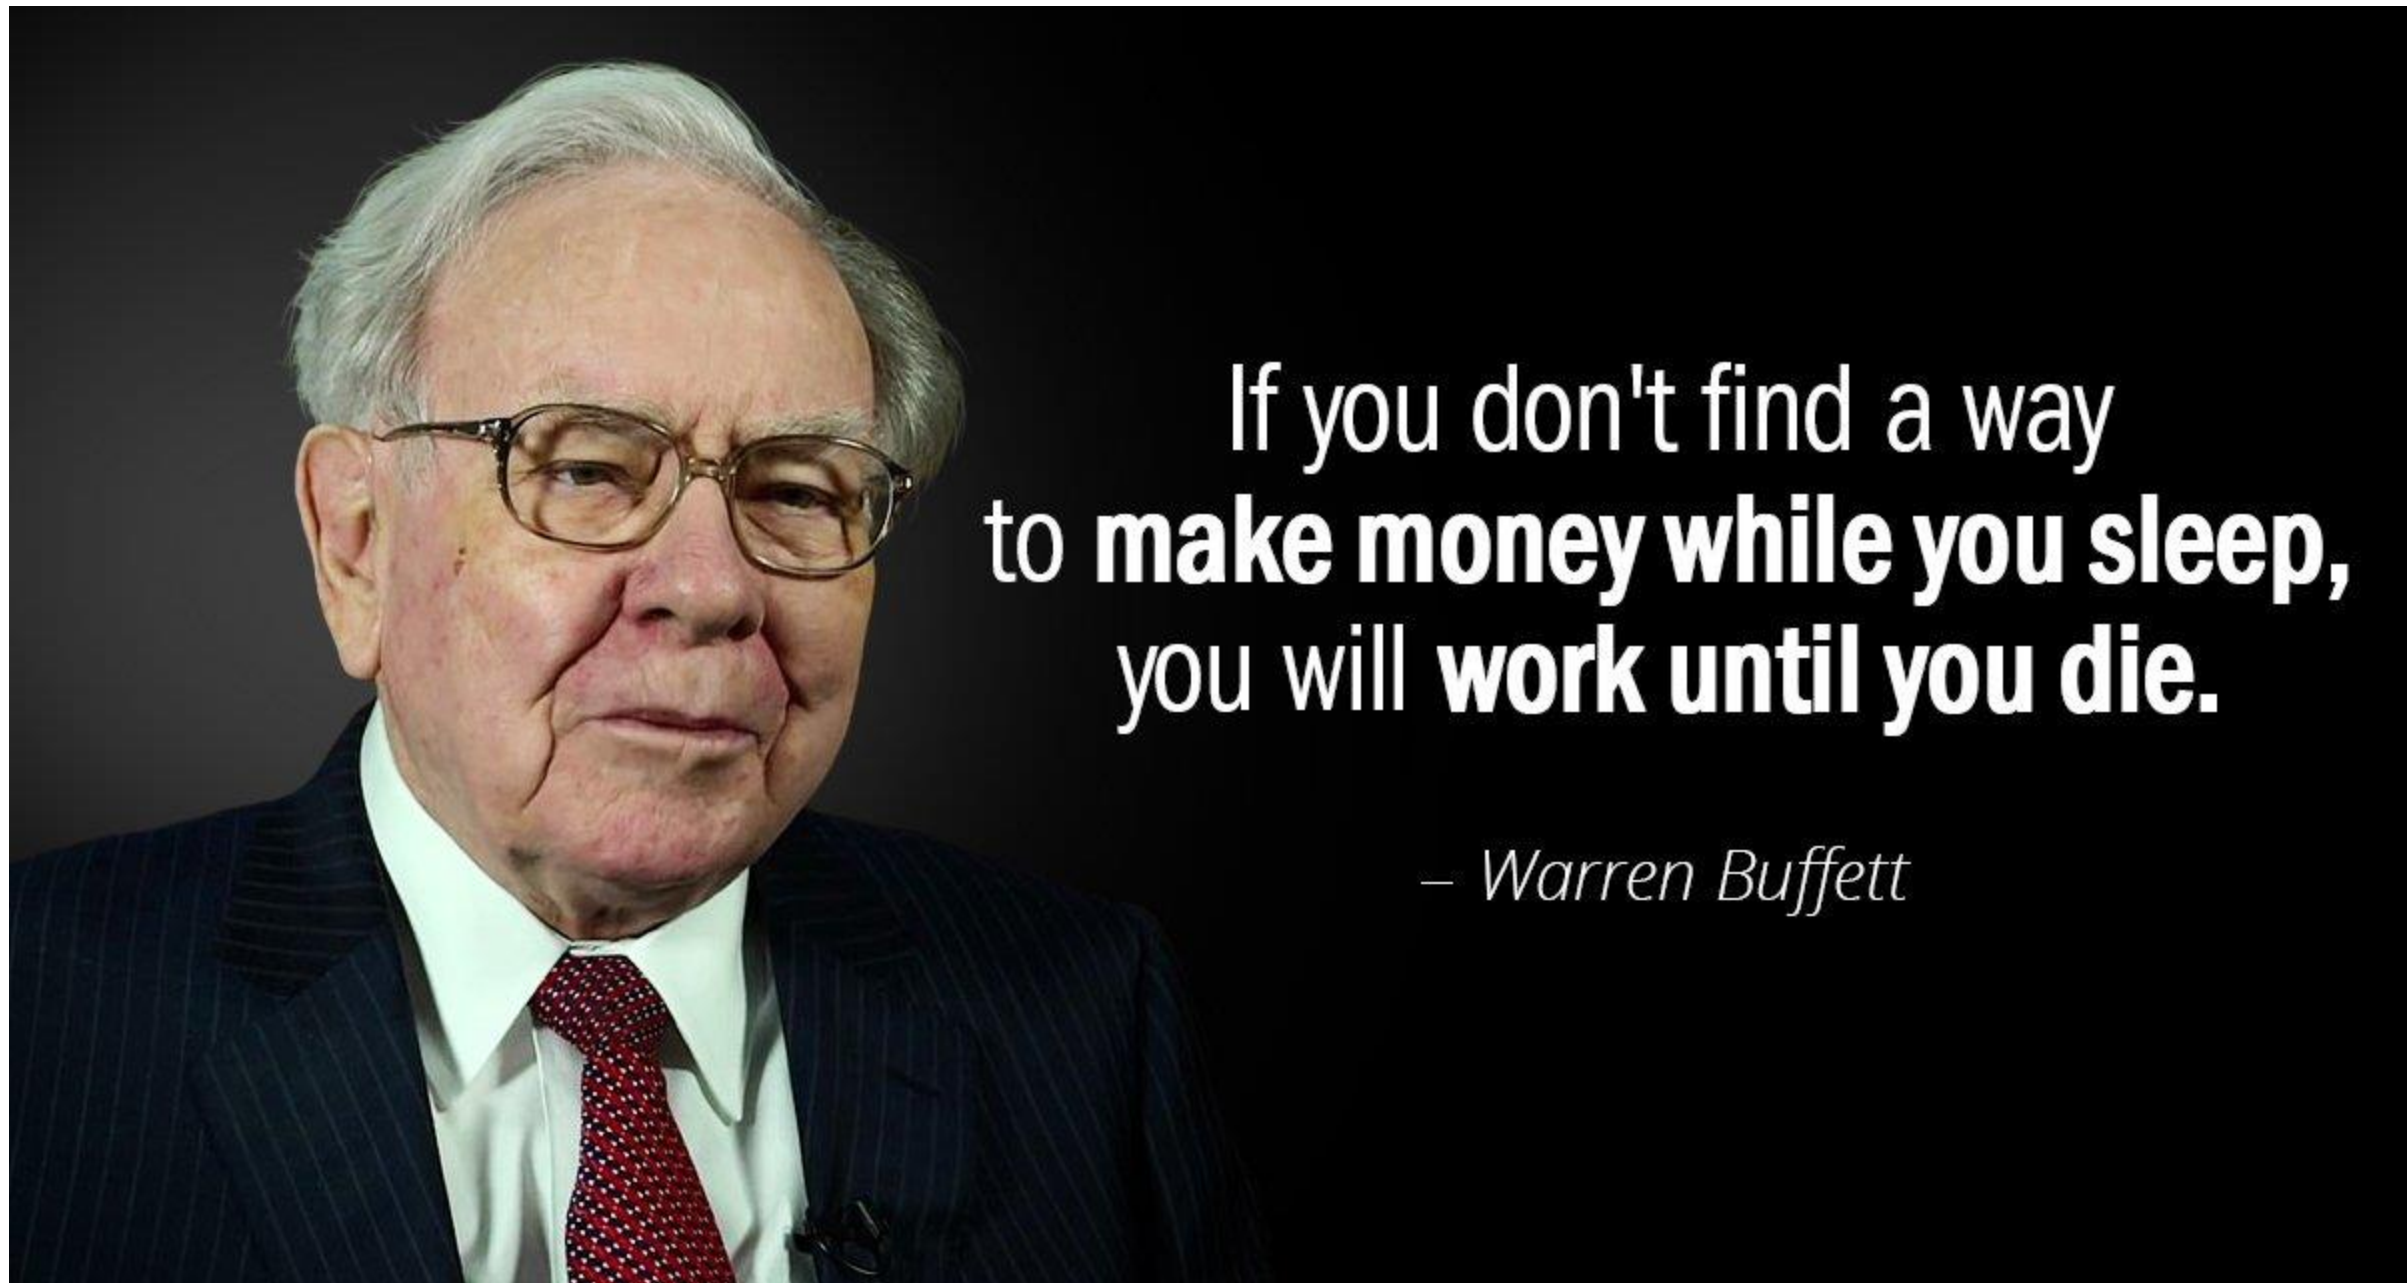 If you don't find a way
to make money while you sleep,
you will work until you die.
– Warren Buffett